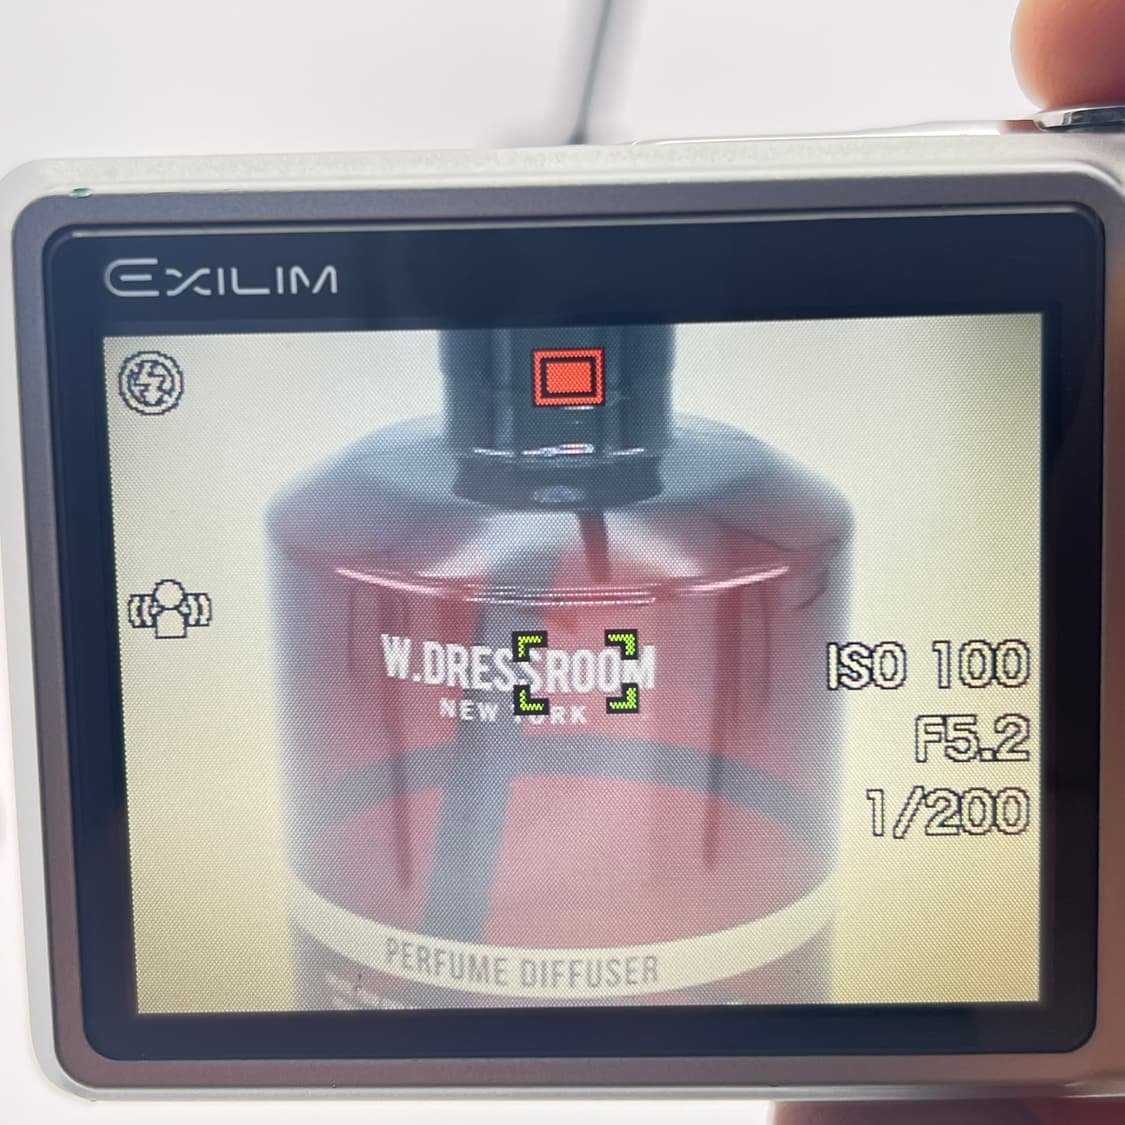 EXILIM
W.DRESSROOM
NEW YORK
ISO 100
F5.2
1/200
PERFUME DIFFUSER